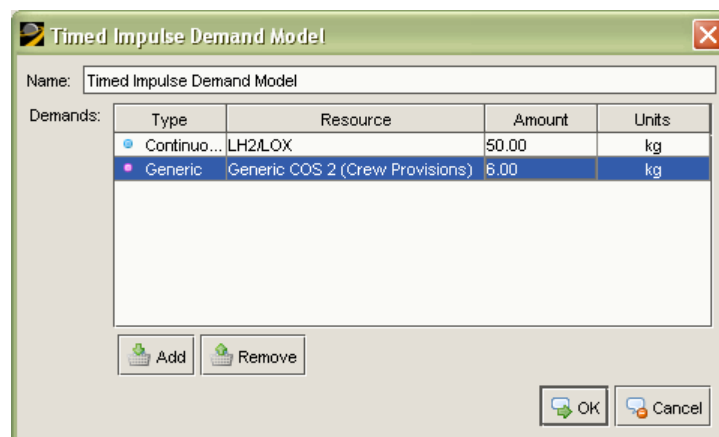 Timed Impulse Demand Model
Name: Timed Impulse Demand Model
Demands:
Type Resource Amount Units
Continuo... LH2/LOX 50.00 kg
Generic Generic COS 2 (Crew Provisions) 6.00 kg
Add Remove
OK Cancel